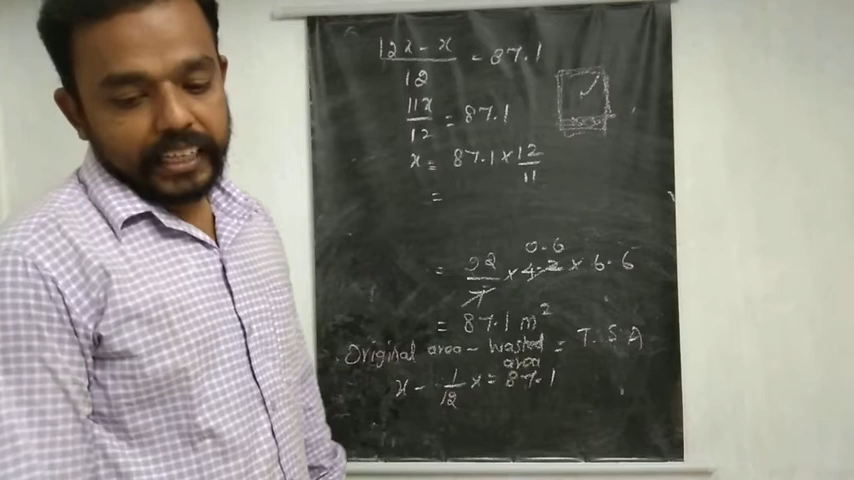 12x - x / 12 = 87.1
11x / 12 = 87.1
x = 87.1 × 12 / 11
=
0.6
= 92 / 7 × 4.2 × 6.6
= 87.1 m²
Original area - wasted area = T. S A
x - 1 / 12 x = 87.1